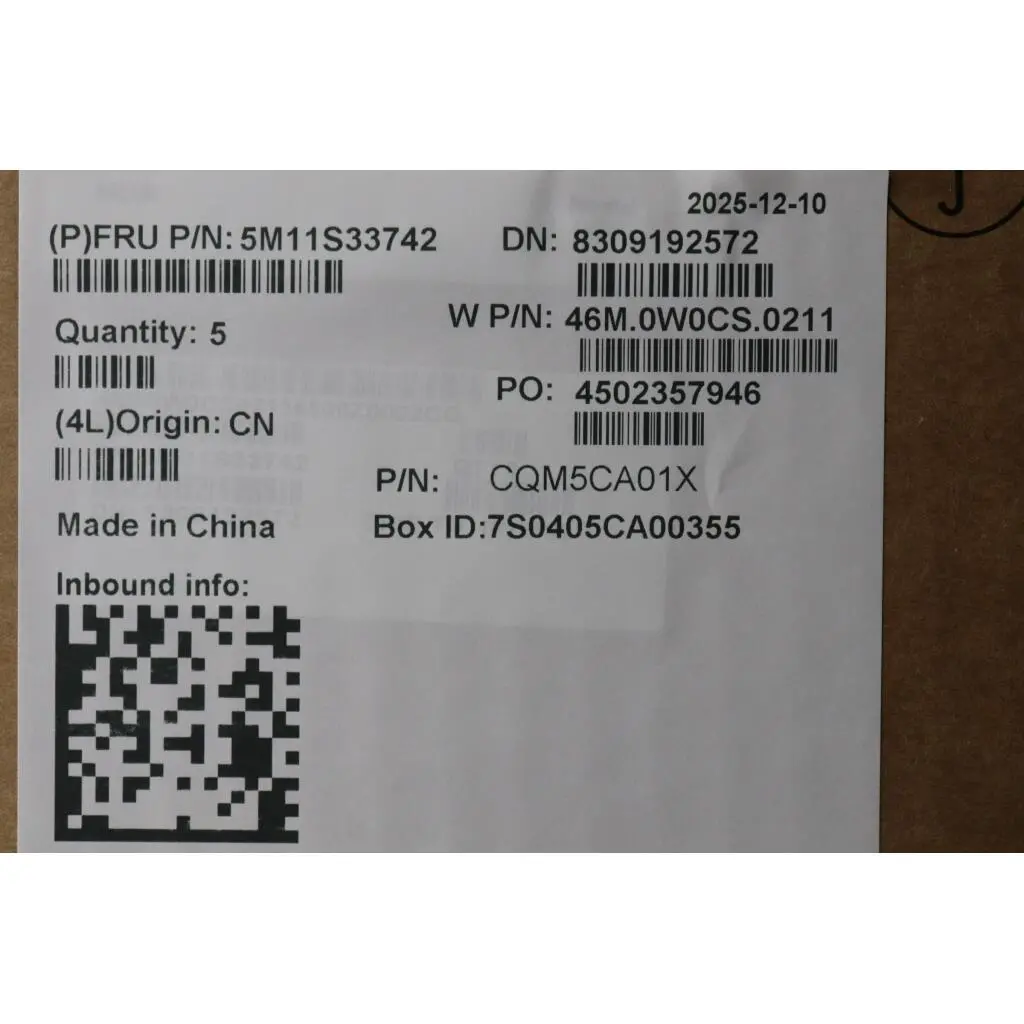 2025-12-10
(P)FRU P/N: 5M11S33742
DN: 8309192572
W P/N: 46M.0W0CS.0211
Quantity: 5
PO: 4502357946
(4L)Origin: CN
P/N: CQM5CA01X
Made in China
Box ID:7S0405CA00355
Inbound info: